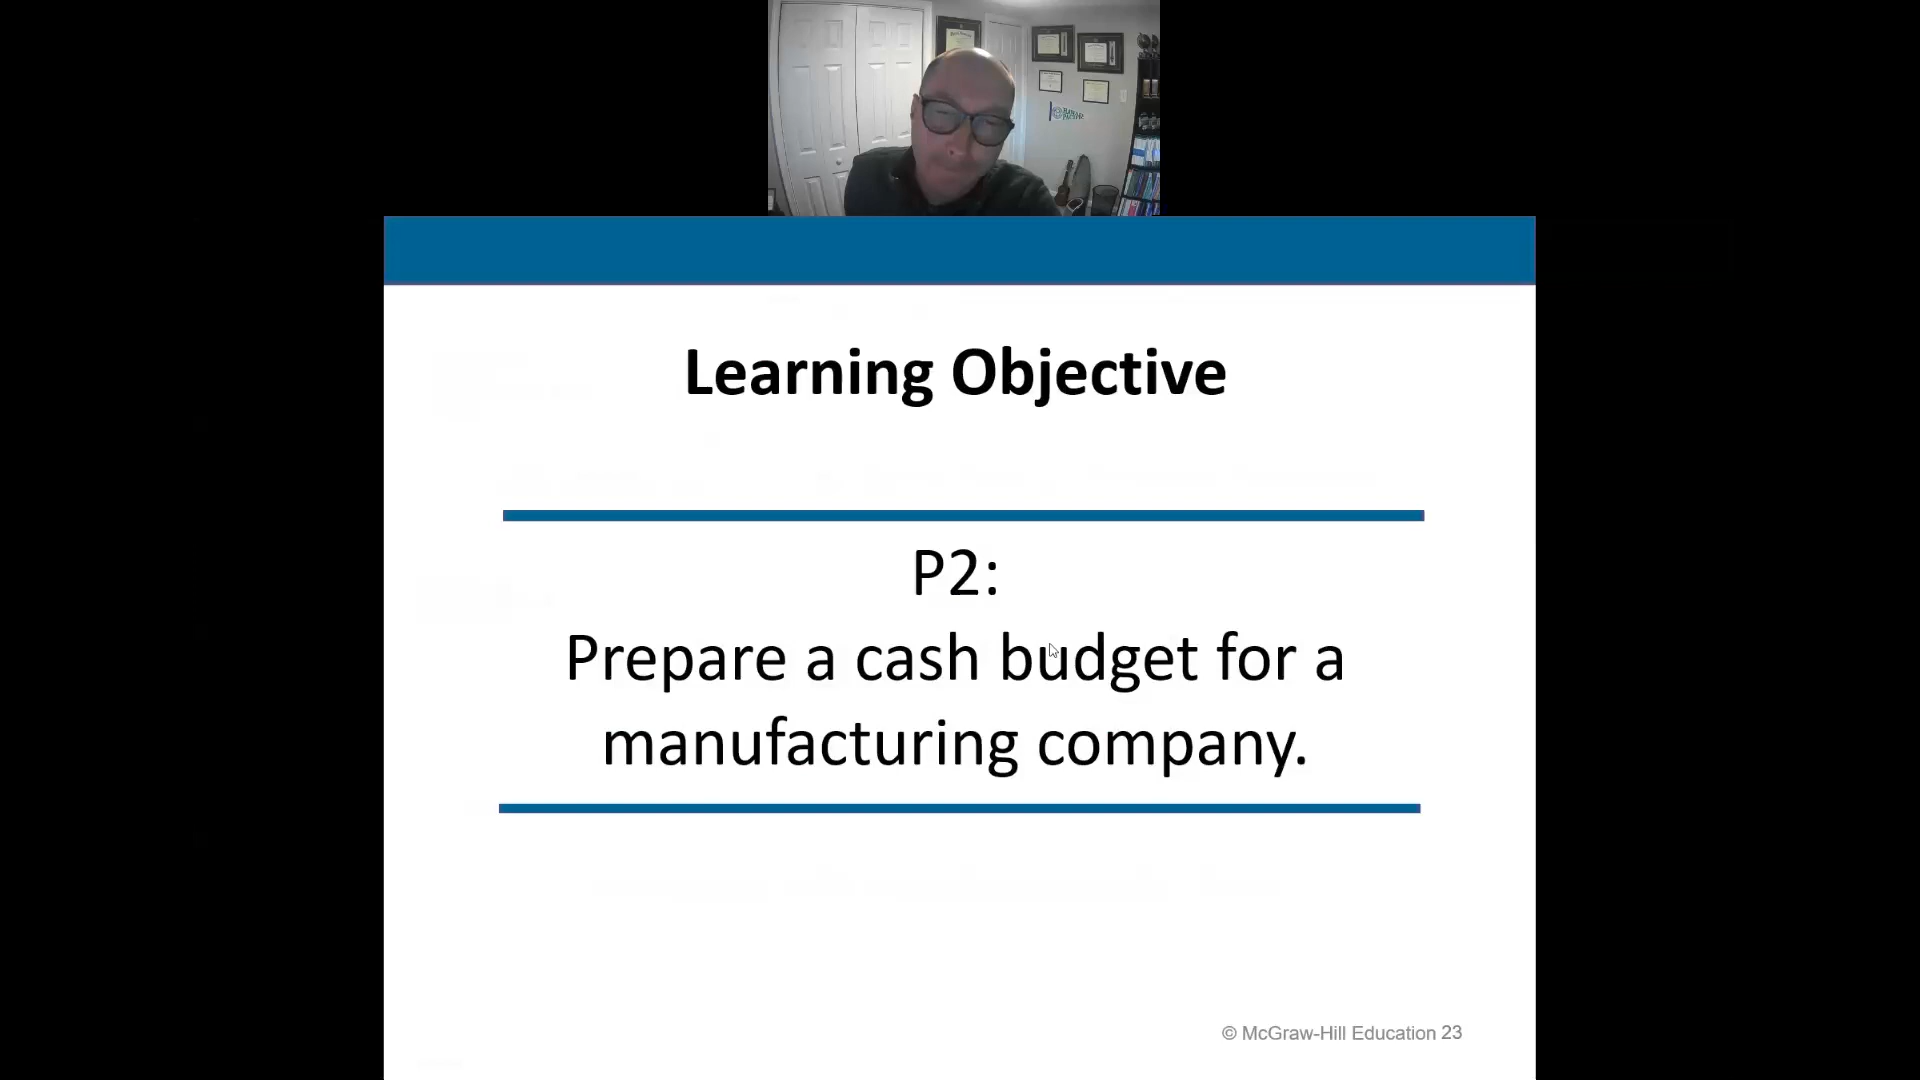 Learning Objective
P2:
Prepare a cash budget for a
manufacturing company.
© McGraw-Hill Education 23